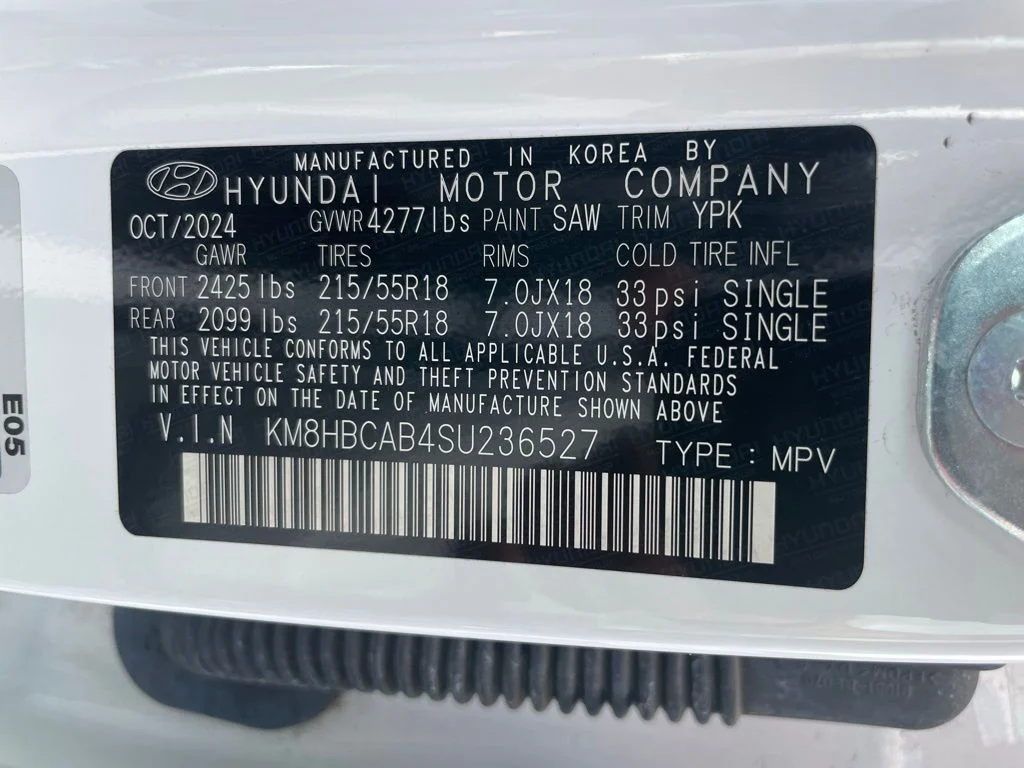 MANUFACTURED IN KOREA BY
HYUNDAI MOTOR COMPANY
OCT/2024 GVWR 4277lbs PAINT SAW TRIM YPK
GAWR TIRES RIMS COLD TIRE INFL
FRONT 2425lbs 215/55R18 7.0JX18 33psi SINGLE
REAR 2099lbs 215/55R18 7.0JX18 33psi SINGLE
THIS VEHICLE CONFORMS TO ALL APPLICABLE U.S.A. FEDERAL
MOTOR VEHICLE SAFETY AND THEFT PREVENTION STANDARDS
IN EFFECT ON THE DATE OF MANUFACTURE SHOWN ABOVE
V.I.N KM8HBCAB4SU236527 TYPE : MPV
E05